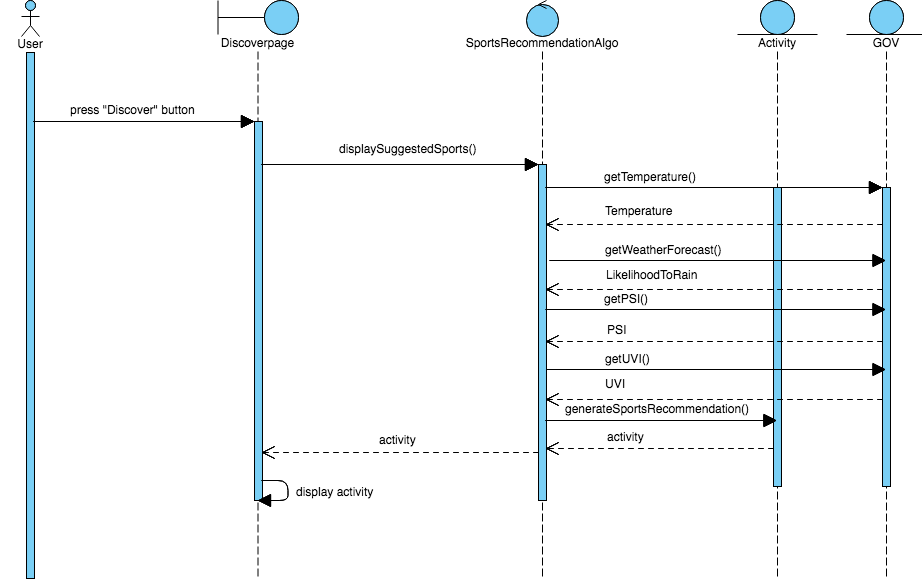 User
Discoverpage
SportsRecommendationAlgo
Activity
GOV
press "Discover" button
displaySuggestedSports()
getTemperature()
Temperature
getWeatherForecast()
LikelihoodToRain
getPSI()
PSI
getUVI()
UVI
generateSportsRecommendation()
activity
activity
display activity